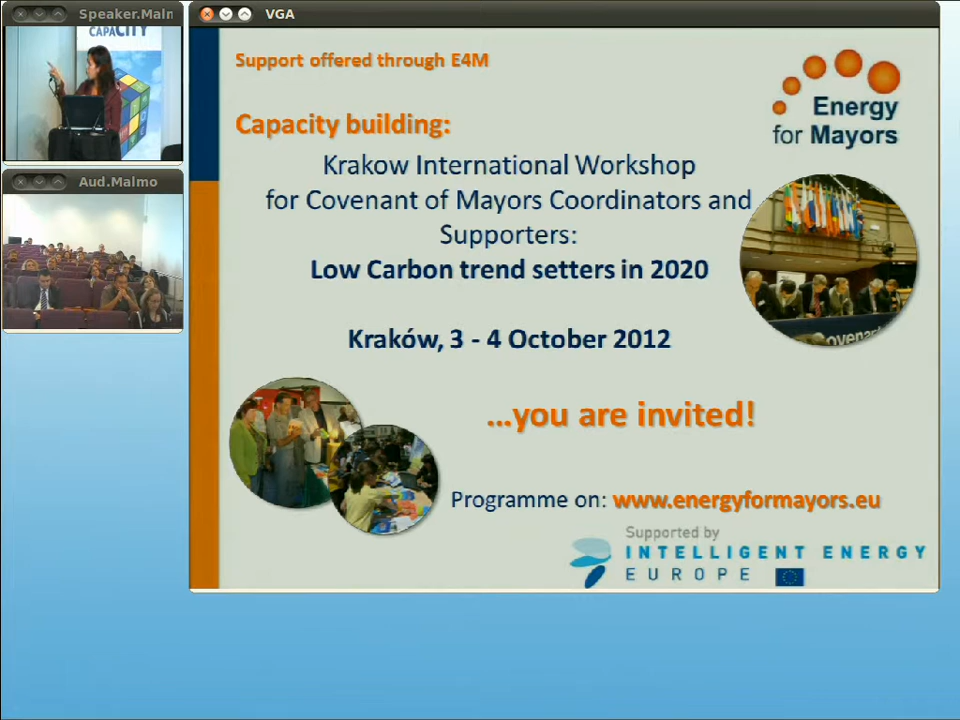 Speaker.Maln
CAPACITY
VGA
Support offered through E4M
Energy
for Mayors
Capacity building:
Krakow International Workshop
for Covenant of Mayors Coordinators and
Supporters:
Low Carbon trend setters in 2020
Aud.Malmo
Kraków, 3 - 4 October 2012
...you are invited!
Programme on: www.energyformayors.eu
Supported by
INTELLIGENT ENERGY
EUROPE